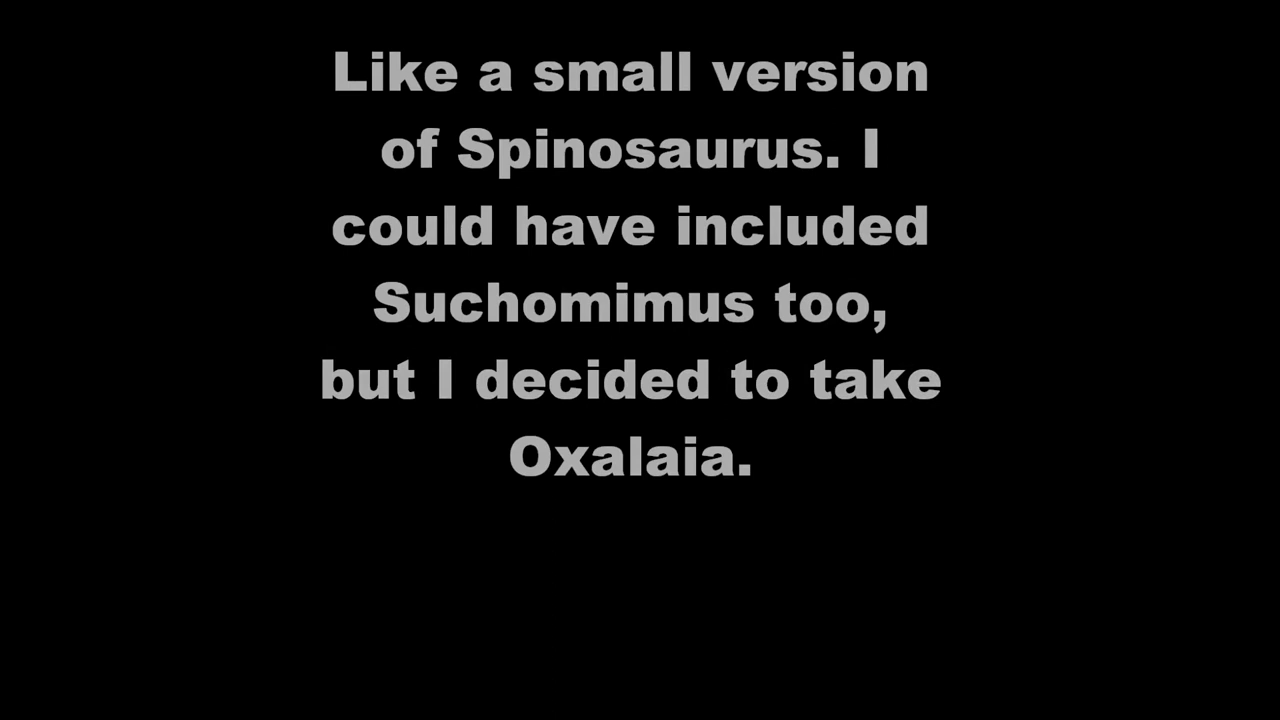 Like a small version
of Spinosaurus. I
could have included
Suchomimus too,
but I decided to take
Oxalaia.